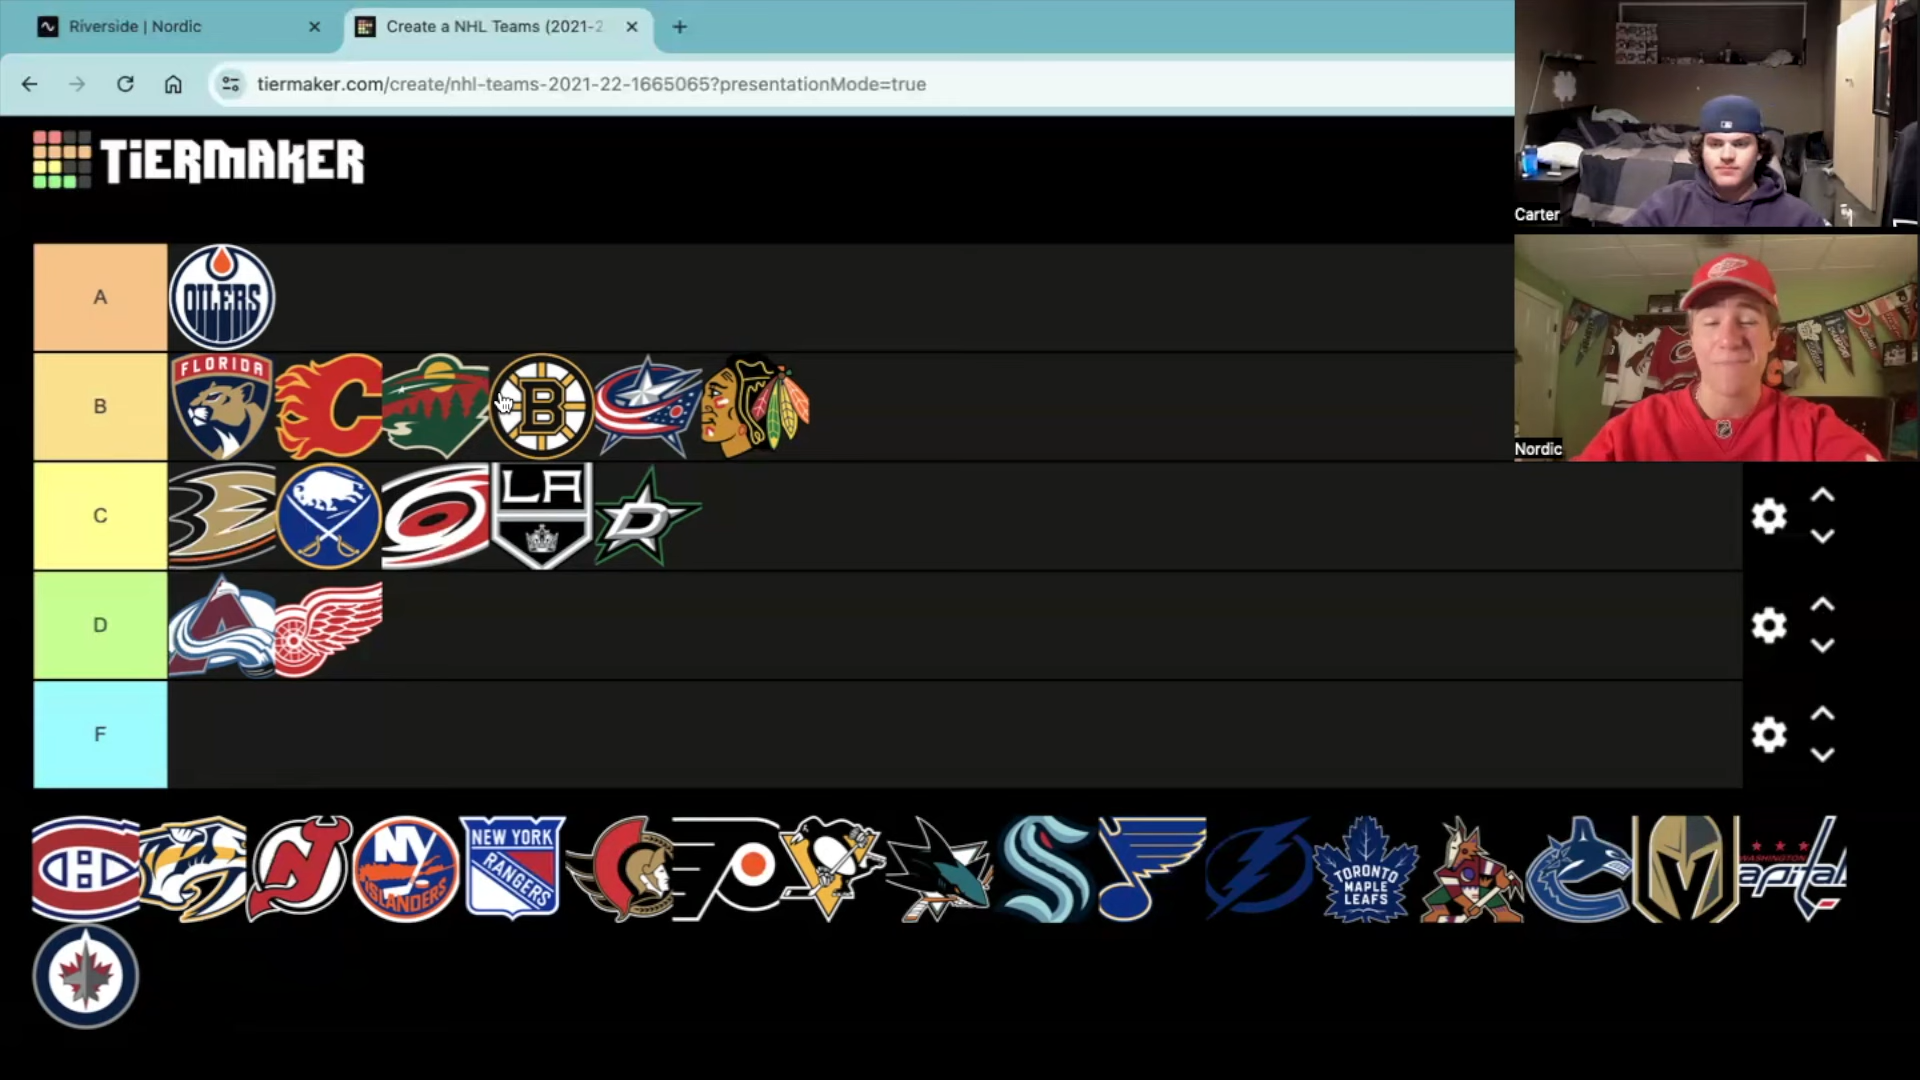 Riverside | Nordic
Create a NHL Teams (2021-2
tiermaker.com/create/nhl-teams-2021-22-1665065?presentationMode=true
TiERMAKER
Carter
Nordic
A
OILERS
B
FLORIDA
C
B
C
LA
D
D
A
F
NY
ISLANDERS
NEW YORK
RANGERS
TORONTO
MAPLE
LEAFS
WASHINGTON
apitals